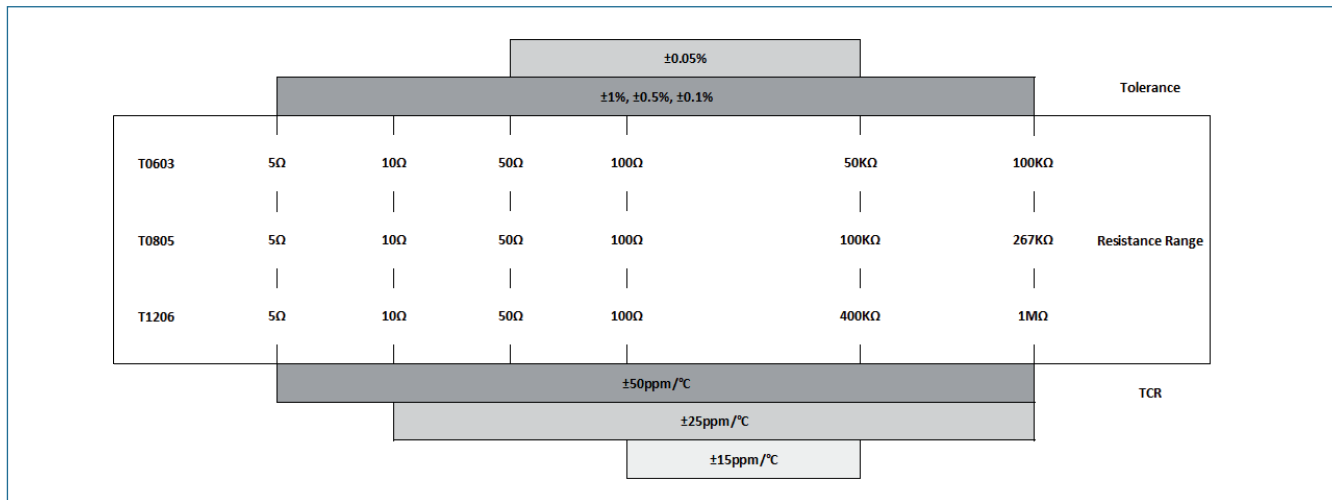 ±0.05%
±1%, ±0.5%, ±0.1%
Tolerance
T0603 5Ω 10Ω 50Ω 100Ω 50KΩ 100KΩ
T0805 5Ω 10Ω 50Ω 100Ω 100KΩ 267KΩ Resistance Range
T1206 5Ω 10Ω 50Ω 100Ω 400KΩ 1MΩ
±50ppm/℃
TCR
±25ppm/℃
±15ppm/℃